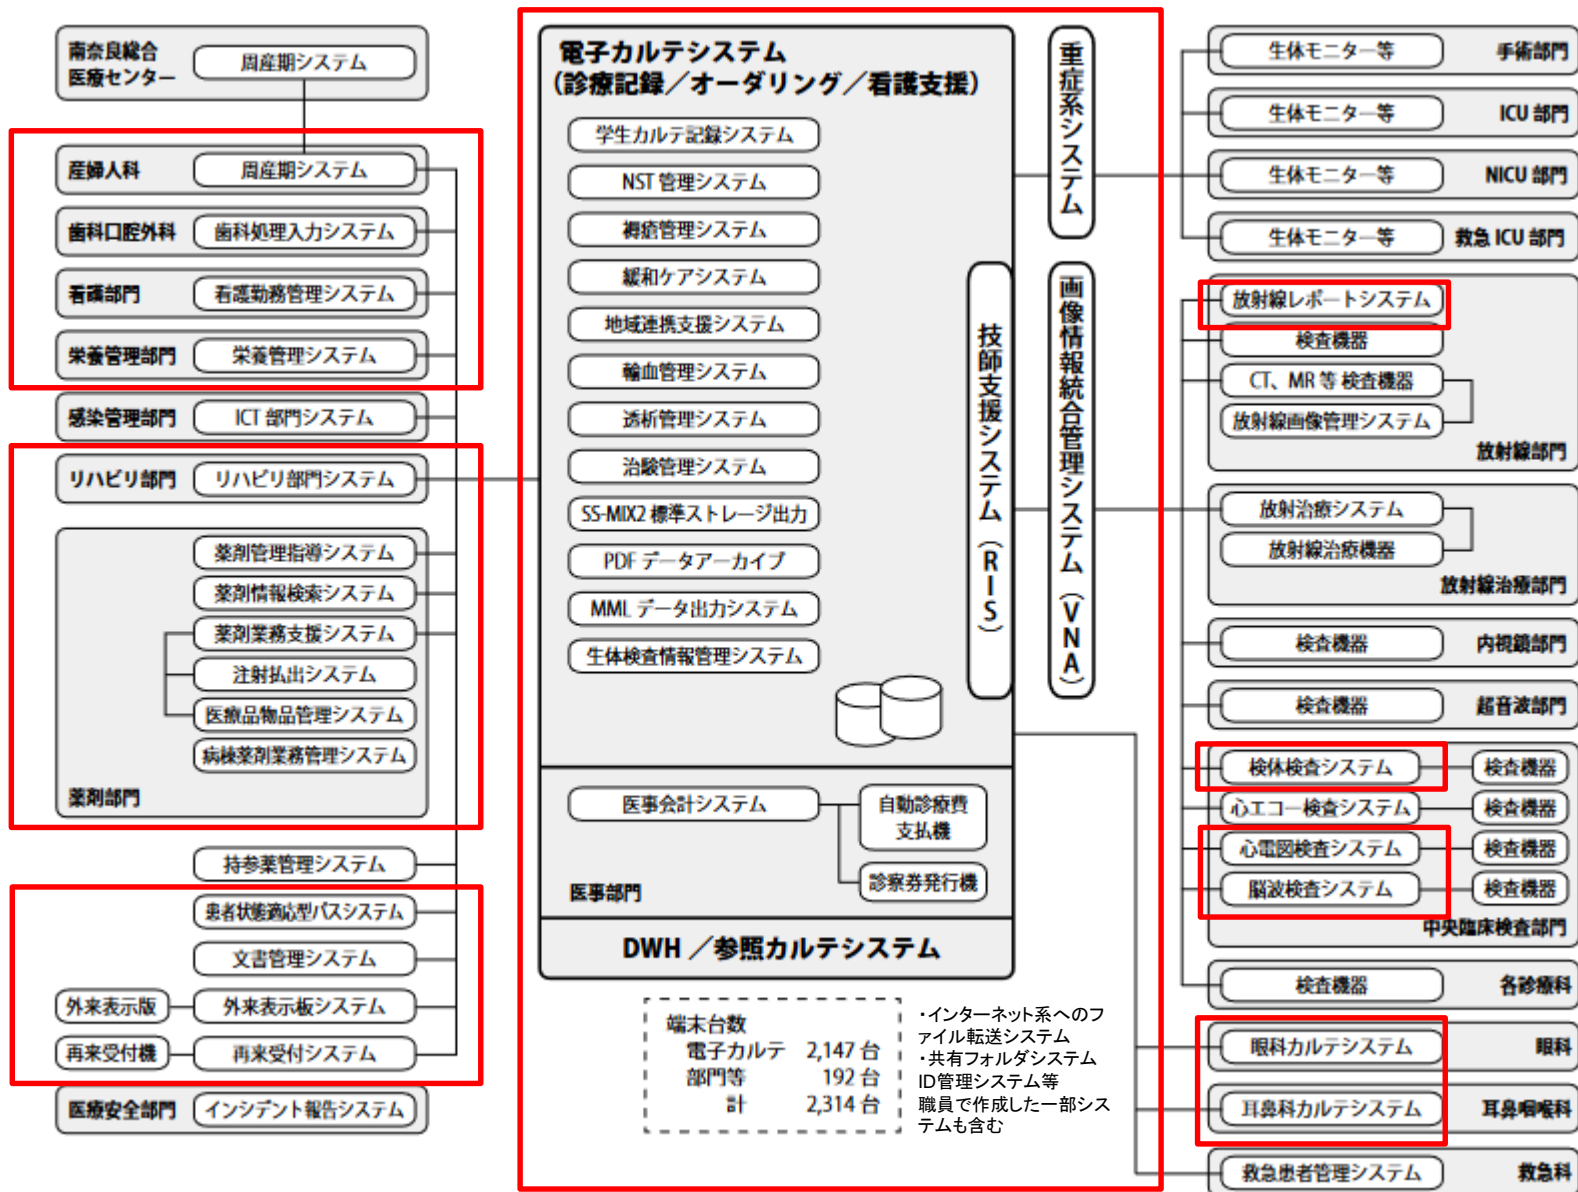 南奈良総合
医療センター
周産期システム
産婦人科
周産期システム
歯科口腔外科
歯科処理入力システム
看護部門
看護勤務管理システム
栄養管理部門
栄養管理システム
感染管理部門
ICT 部門システム
リハビリ部門
リハビリ部門システム
薬剤管理指導システム
薬剤情報検索システム
薬剤業務支援システム
注射払出システム
医療品物品管理システム
病棟薬剤業務管理システム
薬剤部門
持参薬管理システム
患者状態適応型パスシステム
文書管理システム
外来表示版
外来表示板システム
再来受付機
再来受付システム
医療安全部門
インシデント報告システム
電子カルテシステム
（診療記録／オーダリング／看護支援）
学生カルテ記録システム
NST 管理システム
褥瘡管理システム
緩和ケアシステム
地域連携支援システム
輸血管理システム
透析管理システム
治験管理システム
SS-MIX2 標準ストレージ出力
PDF データアーカイブ
MML データ出力システム
生体検査情報管理システム
技師支援システム（RIS）
医事会計システム
自動診療費
支払機
診察券発行機
医事部門
DWH ／参照カルテシステム
端末台数
電子カルテ 2,147 台
部門等 192 台
計 2,314 台
・インターネット系へのフ
ァイル転送システム
・共有フォルダシステム
ID管理システム等
職員で作成した一部シス
テムも含む
重症系システム
画像情報統合管理システム（VNA）
生体モニター等
手術部門
生体モニター等
ICU 部門
生体モニター等
NICU 部門
生体モニター等
救急 ICU 部門
放射線レポートシステム
検査機器
CT、MR 等 検査機器
放射線画像管理システム
放射線部門
放射治療システム
放射線治療機器
放射線治療部門
検査機器
内視鏡部門
検査機器
超音波部門
検体検査システム
検査機器
心エコー検査システム
検査機器
心電図検査システム
検査機器
脳波検査システム
検査機器
中央臨床検査部門
検査機器
各診療科
眼科カルテシステム
眼科
耳鼻科カルテシステム
耳鼻咽喉科
救急患者管理システム
救急科